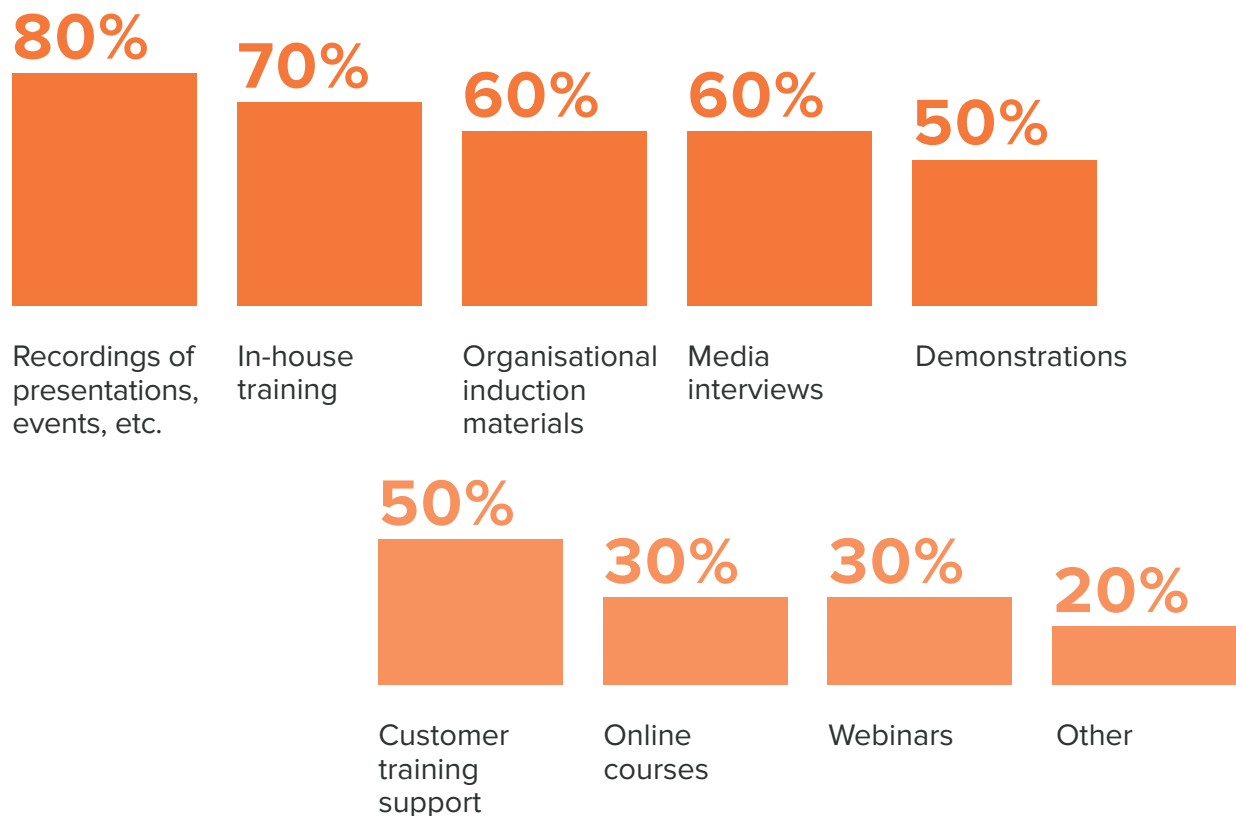 80%
70%
60%
60%
50%
Recordings of
presentations,
events, etc.
In-house
training
Organisational
induction
materials
Media
interviews
Demonstrations
50%
30%
30%
20%
Customer
training
support
Online
courses
Webinars
Other